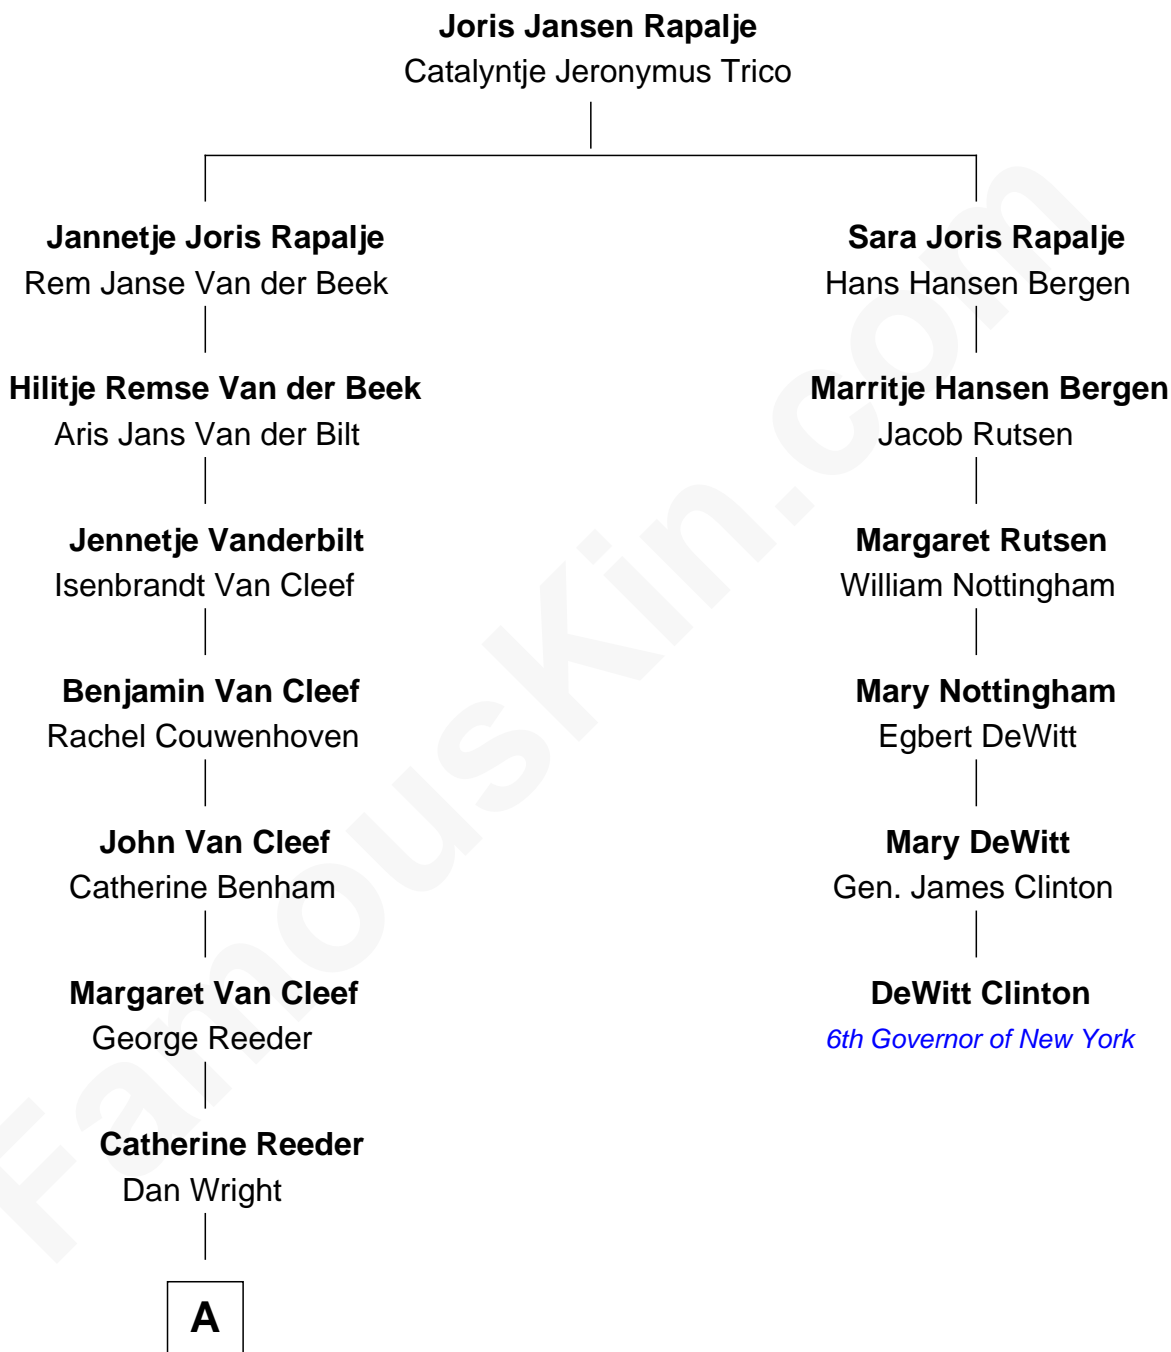 Joris Jansen Rapalje
Catalyntje Jeronymus Trico
Jannetje Joris Rapalje
Rem Janse Van der Beek
Hilitje Remse Van der Beek
Aris Jans Van der Bilt
Jennetje Vanderbilt
Isenbrandt Van Cleef
Benjamin Van Cleef
Rachel Couwenhoven
John Van Cleef
Catherine Benham
Margaret Van Cleef
George Reeder
Catherine Reeder
Dan Wright
A
Sara Joris Rapalje
Hans Hansen Bergen
Marritje Hansen Bergen
Jacob Rutsen
Margaret Rutsen
William Nottingham
Mary Nottingham
Egbert DeWitt
Mary DeWitt
Gen. James Clinton
DeWitt Clinton
6th Governor of New York
FamousKin.com